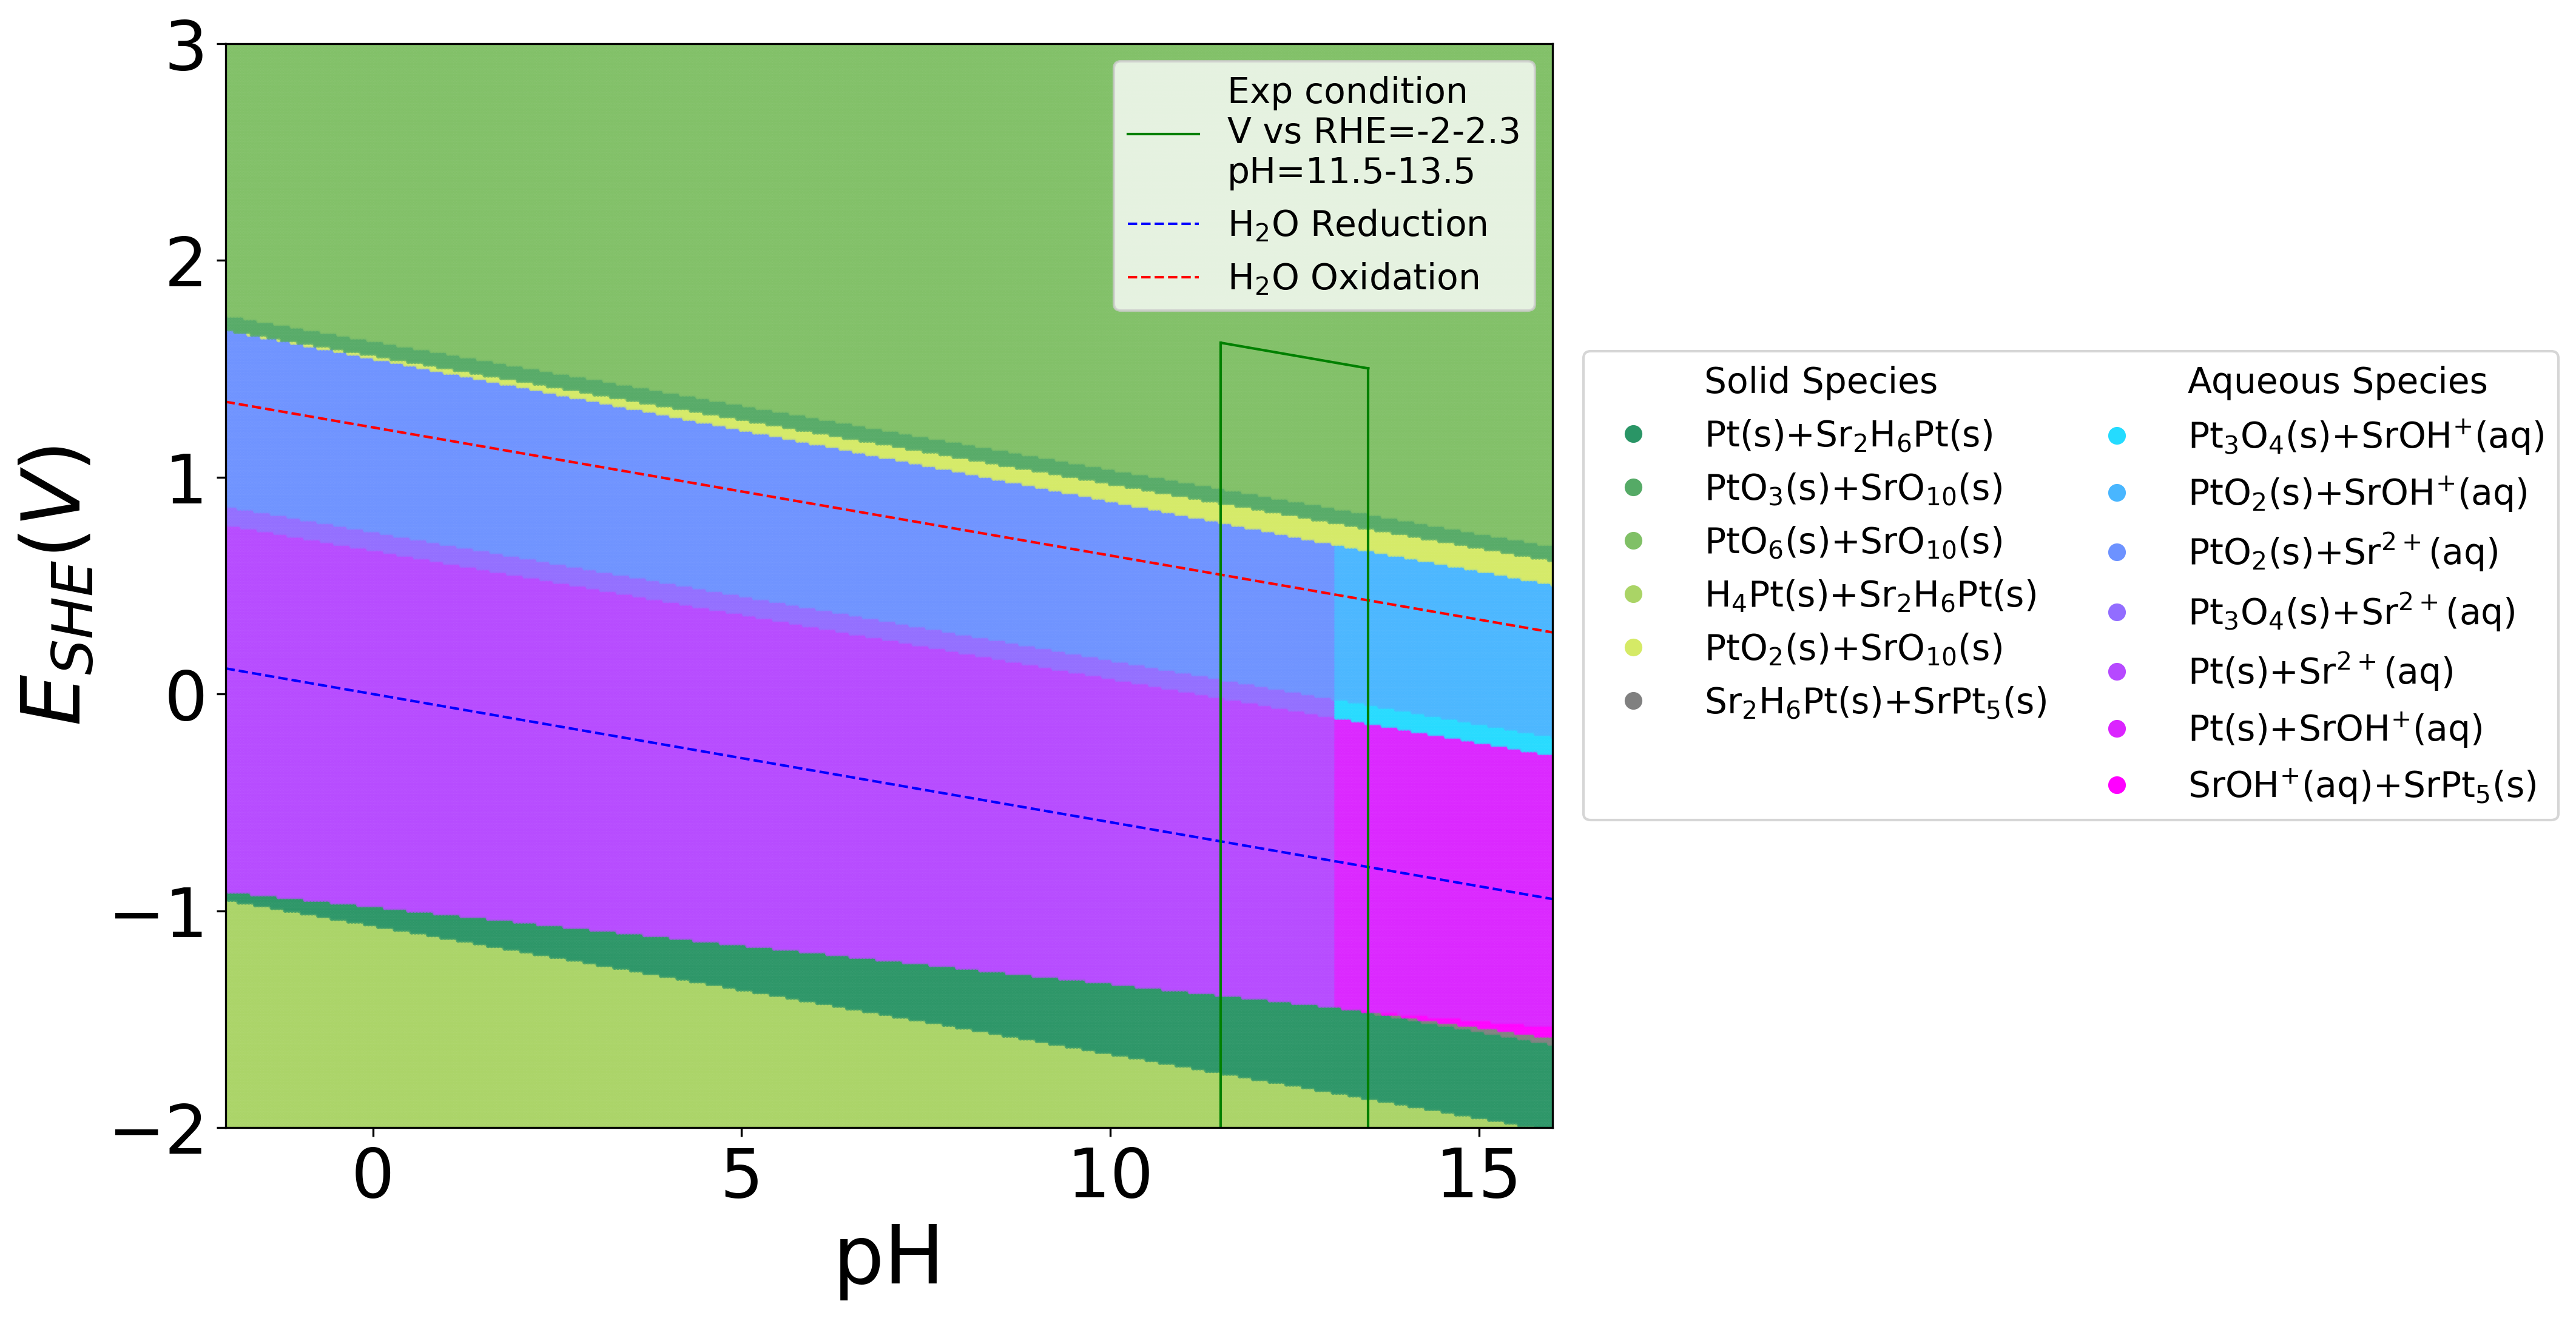 3
2
1
0
−1
−2
E_SHE(V)
0
5
10
15
pH
Exp condition
V vs RHE=-2-2.3
pH=11.5-13.5
H₂O Reduction
H₂O Oxidation
Solid Species
Pt(s)+Sr₂H₆Pt(s)
PtO₃(s)+SrO₁₀(s)
PtO₆(s)+SrO₁₀(s)
H₄Pt(s)+Sr₂H₆Pt(s)
PtO₂(s)+SrO₁₀(s)
Sr₂H₆Pt(s)+SrPt₅(s)
Aqueous Species
Pt₃O₄(s)+SrOH⁺(aq)
PtO₂(s)+SrOH⁺(aq)
PtO₂(s)+Sr²⁺(aq)
Pt₃O₄(s)+Sr²⁺(aq)
Pt(s)+Sr²⁺(aq)
Pt(s)+SrOH⁺(aq)
SrOH⁺(aq)+SrPt₅(s)